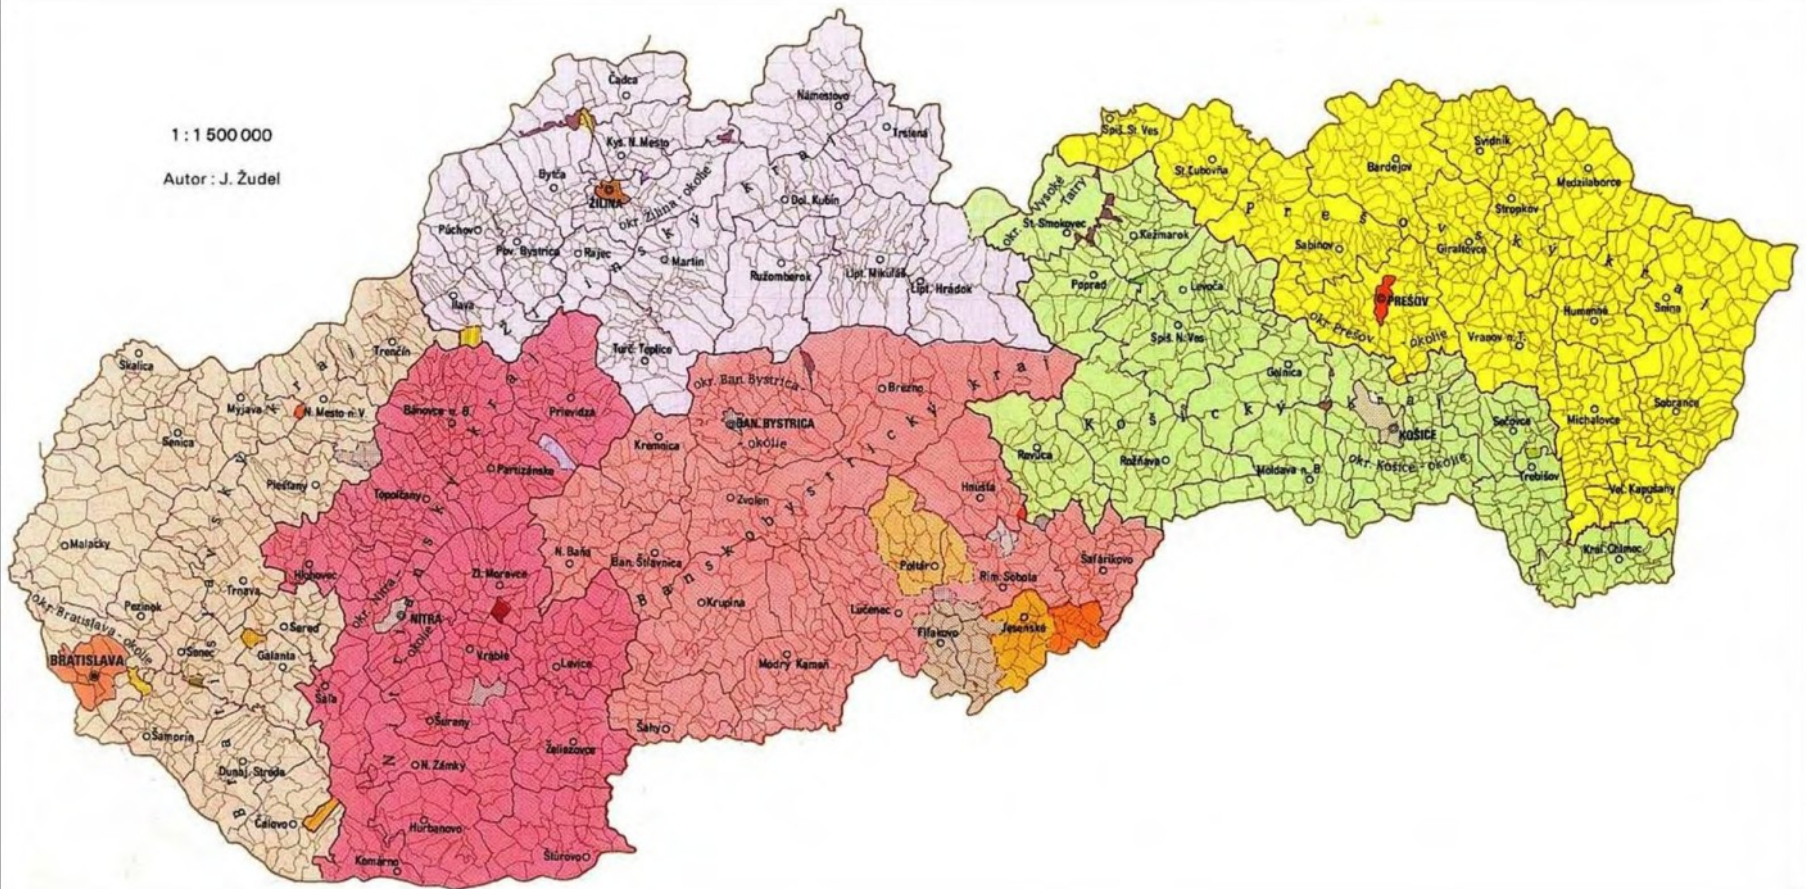 1 : 1 500 000
Autor : J. Žudel
Čadca
Námestovo
Trstená
Kys. N. Mesto
Bytča
ŽILINA
okr. Žilina - okolie
Dol. Kubín
Púchov
Pov. Bystrica
Rajec
Martin
Ružomberok
Lipt. Mikuláš
Lipt. Hrádok
Ilava
Turč. Teplice
Žilinský kraj
Spiš. St. Ves
St. Ľubovňa
Bardejov
Svidník
Medzilaborce
Stropkov
Prešovský kraj
Sabinov
Giraltovce
PREŠOV
okr. Prešov - okolie
Humenné
Snina
Vranov n. T.
Michalovce
Sobrance
Veľ. Kapušany
okr. Vysoké Tatry
St. Smokovec
Kežmarok
Poprad
Levoča
Spiš. N. Ves
Gelnica
Košický kraj
KOŠICE
okr. Košice - okolie
Sečovce
Trebišov
Revúca
Rožňava
Moldava n. B.
Kráľ. Chlmec
Skalica
Trenčín
Myjava
N. Mesto n. V.
Senica
Piešťany
Malacky
Trnava
Pezinok
okr. Bratislava - okolie
BRATISLAVA
Senec
Sereď
Galanta
Šamorín
Dunaj. Streda
Čalovo
Bratislavský kraj
Bánovce n. B.
Prievidza
Partizánske
Topoľčany
Hlohovec
Zl. Moravce
okr. Nitra - okolie
NITRA
Vráble
Levice
Šaľa
Šurany
Želiezovce
N. Zámky
Hurbanovo
Komárno
Štúrovo
Nitriansky kraj
okr. Ban. Bystrica -
okolie
BAN. BYSTRICA
Brezno
Kremnica
Zvolen
Hnúšťa
N. Baňa
Ban. Štiavnica
Poltár
Rim. Sobota
Šafárikovo
Krupina
Lučenec
Fiľakovo
Jesenské
Modrý Kameň
Šahy
Banskobystrický kraj